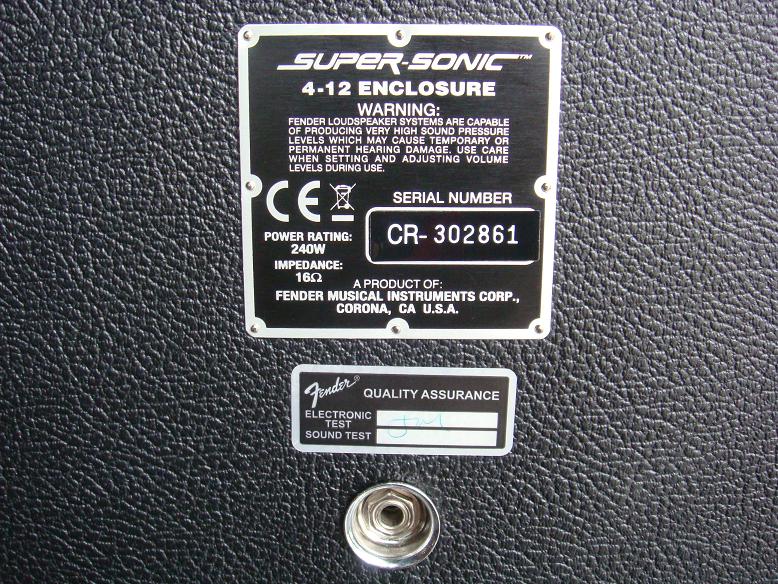 SUPER-SONIC™
4-12 ENCLOSURE
WARNING:
FENDER LOUDSPEAKER SYSTEMS ARE CAPABLE
OF PRODUCING VERY HIGH SOUND PRESSURE
LEVELS WHICH MAY CAUSE TEMPORARY OR
PERMANENT HEARING DAMAGE. USE CARE
WHEN SETTING AND ADJUSTING VOLUME
LEVELS DURING USE.
CE
SERIAL NUMBER
CR- 302861
POWER RATING:
240W
IMPEDANCE:
16Ω
A PRODUCT OF:
FENDER MUSICAL INSTRUMENTS CORP.,
CORONA, CA U.S.A.
Fender® QUALITY ASSURANCE
ELECTRONIC
TEST
SOUND TEST